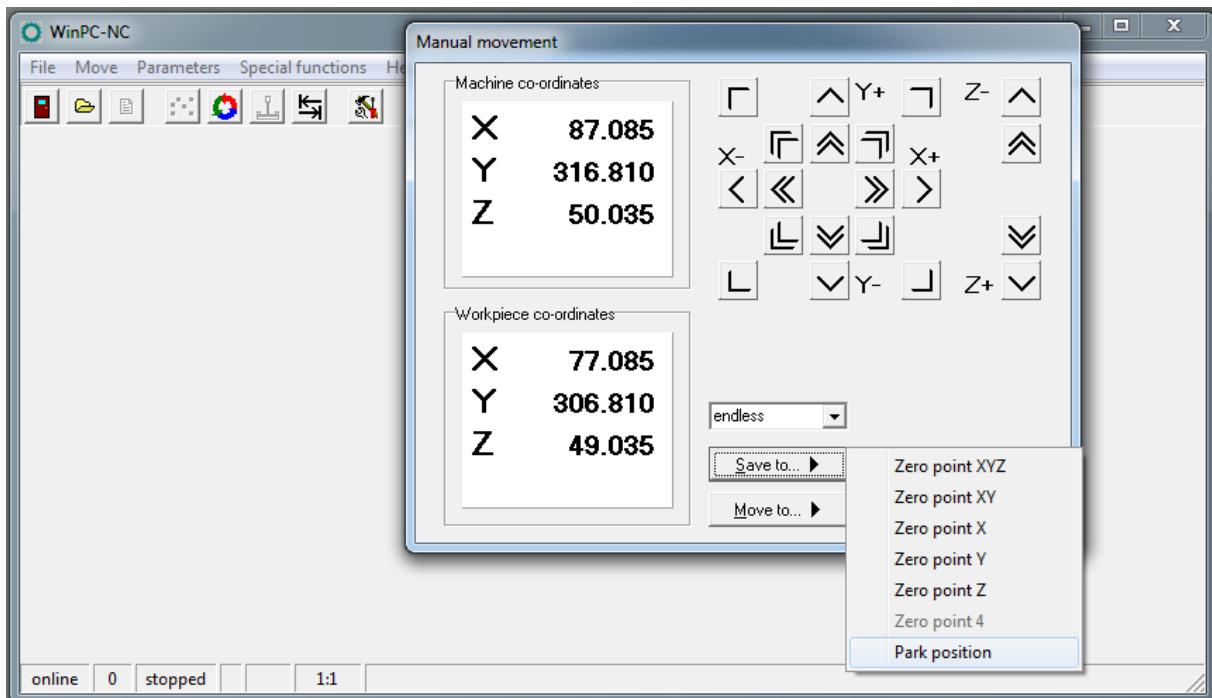 WinPC-NC
File Move Parameters Special functions He
Manual movement
Machine co-ordinates
X 87.085
Y 316.810
Z 50.035
Workpiece co-ordinates
X 77.085
Y 306.810
Z 49.035
Y+ Z-
X- X+
Y- Z+
endless
Save to...
Move to...
Zero point XYZ
Zero point XY
Zero point X
Zero point Y
Zero point Z
Zero point 4
Park position
online 0 stopped 1:1